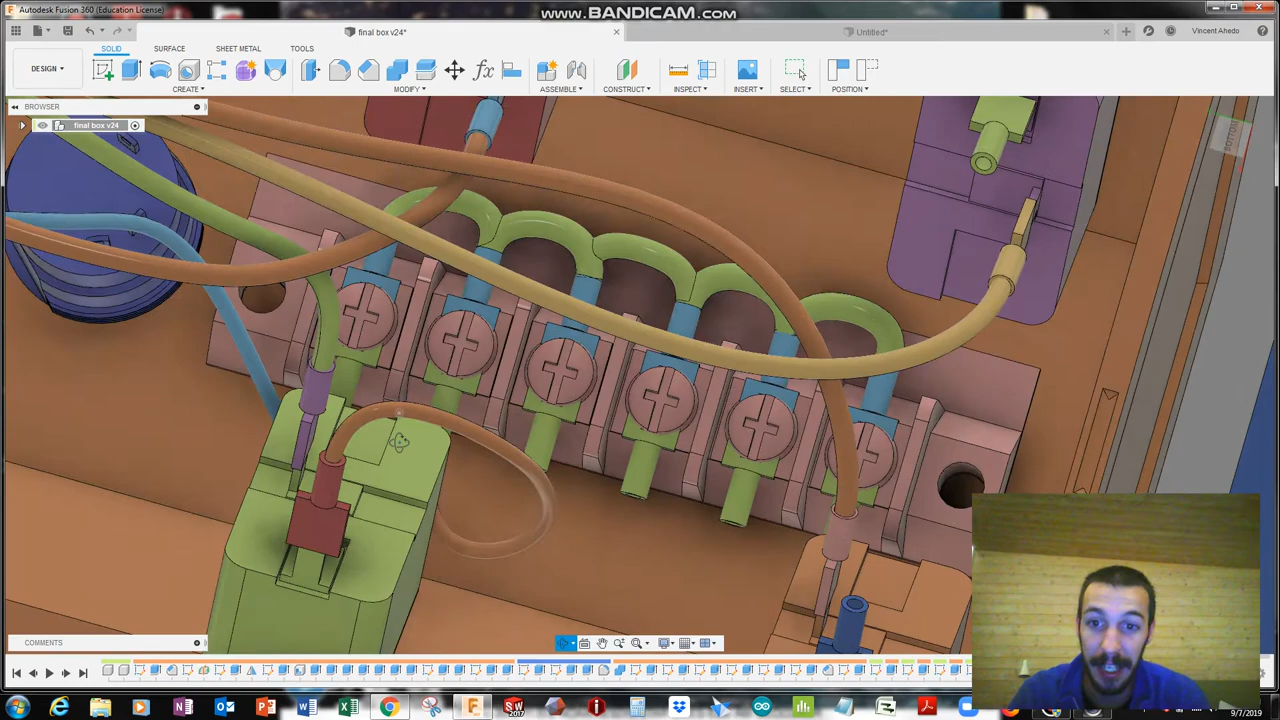 Autodesk Fusion 360 (Education License)
www.BANDICAM.com
final box v24*
Untitled*
Vincent Ahedo
SOLID
SURFACE
SHEET METAL
TOOLS
DESIGN
CREATE
MODIFY
ASSEMBLE
CONSTRUCT
INSPECT
INSERT
SELECT
POSITION
BROWSER
final box v24
BOTTOM
COMMENTS
9/7/2019